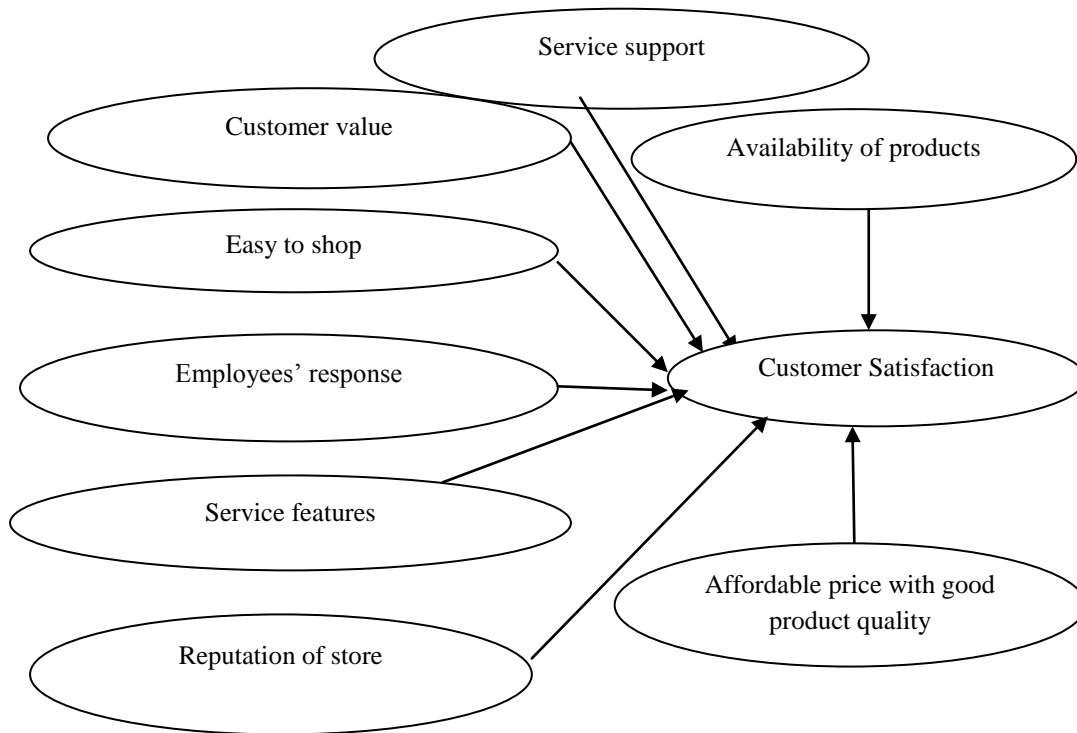 Service support
Customer value
Availability of products
Easy to shop
Employees’ response
Customer Satisfaction
Service features
Affordable price with good
product quality
Reputation of store